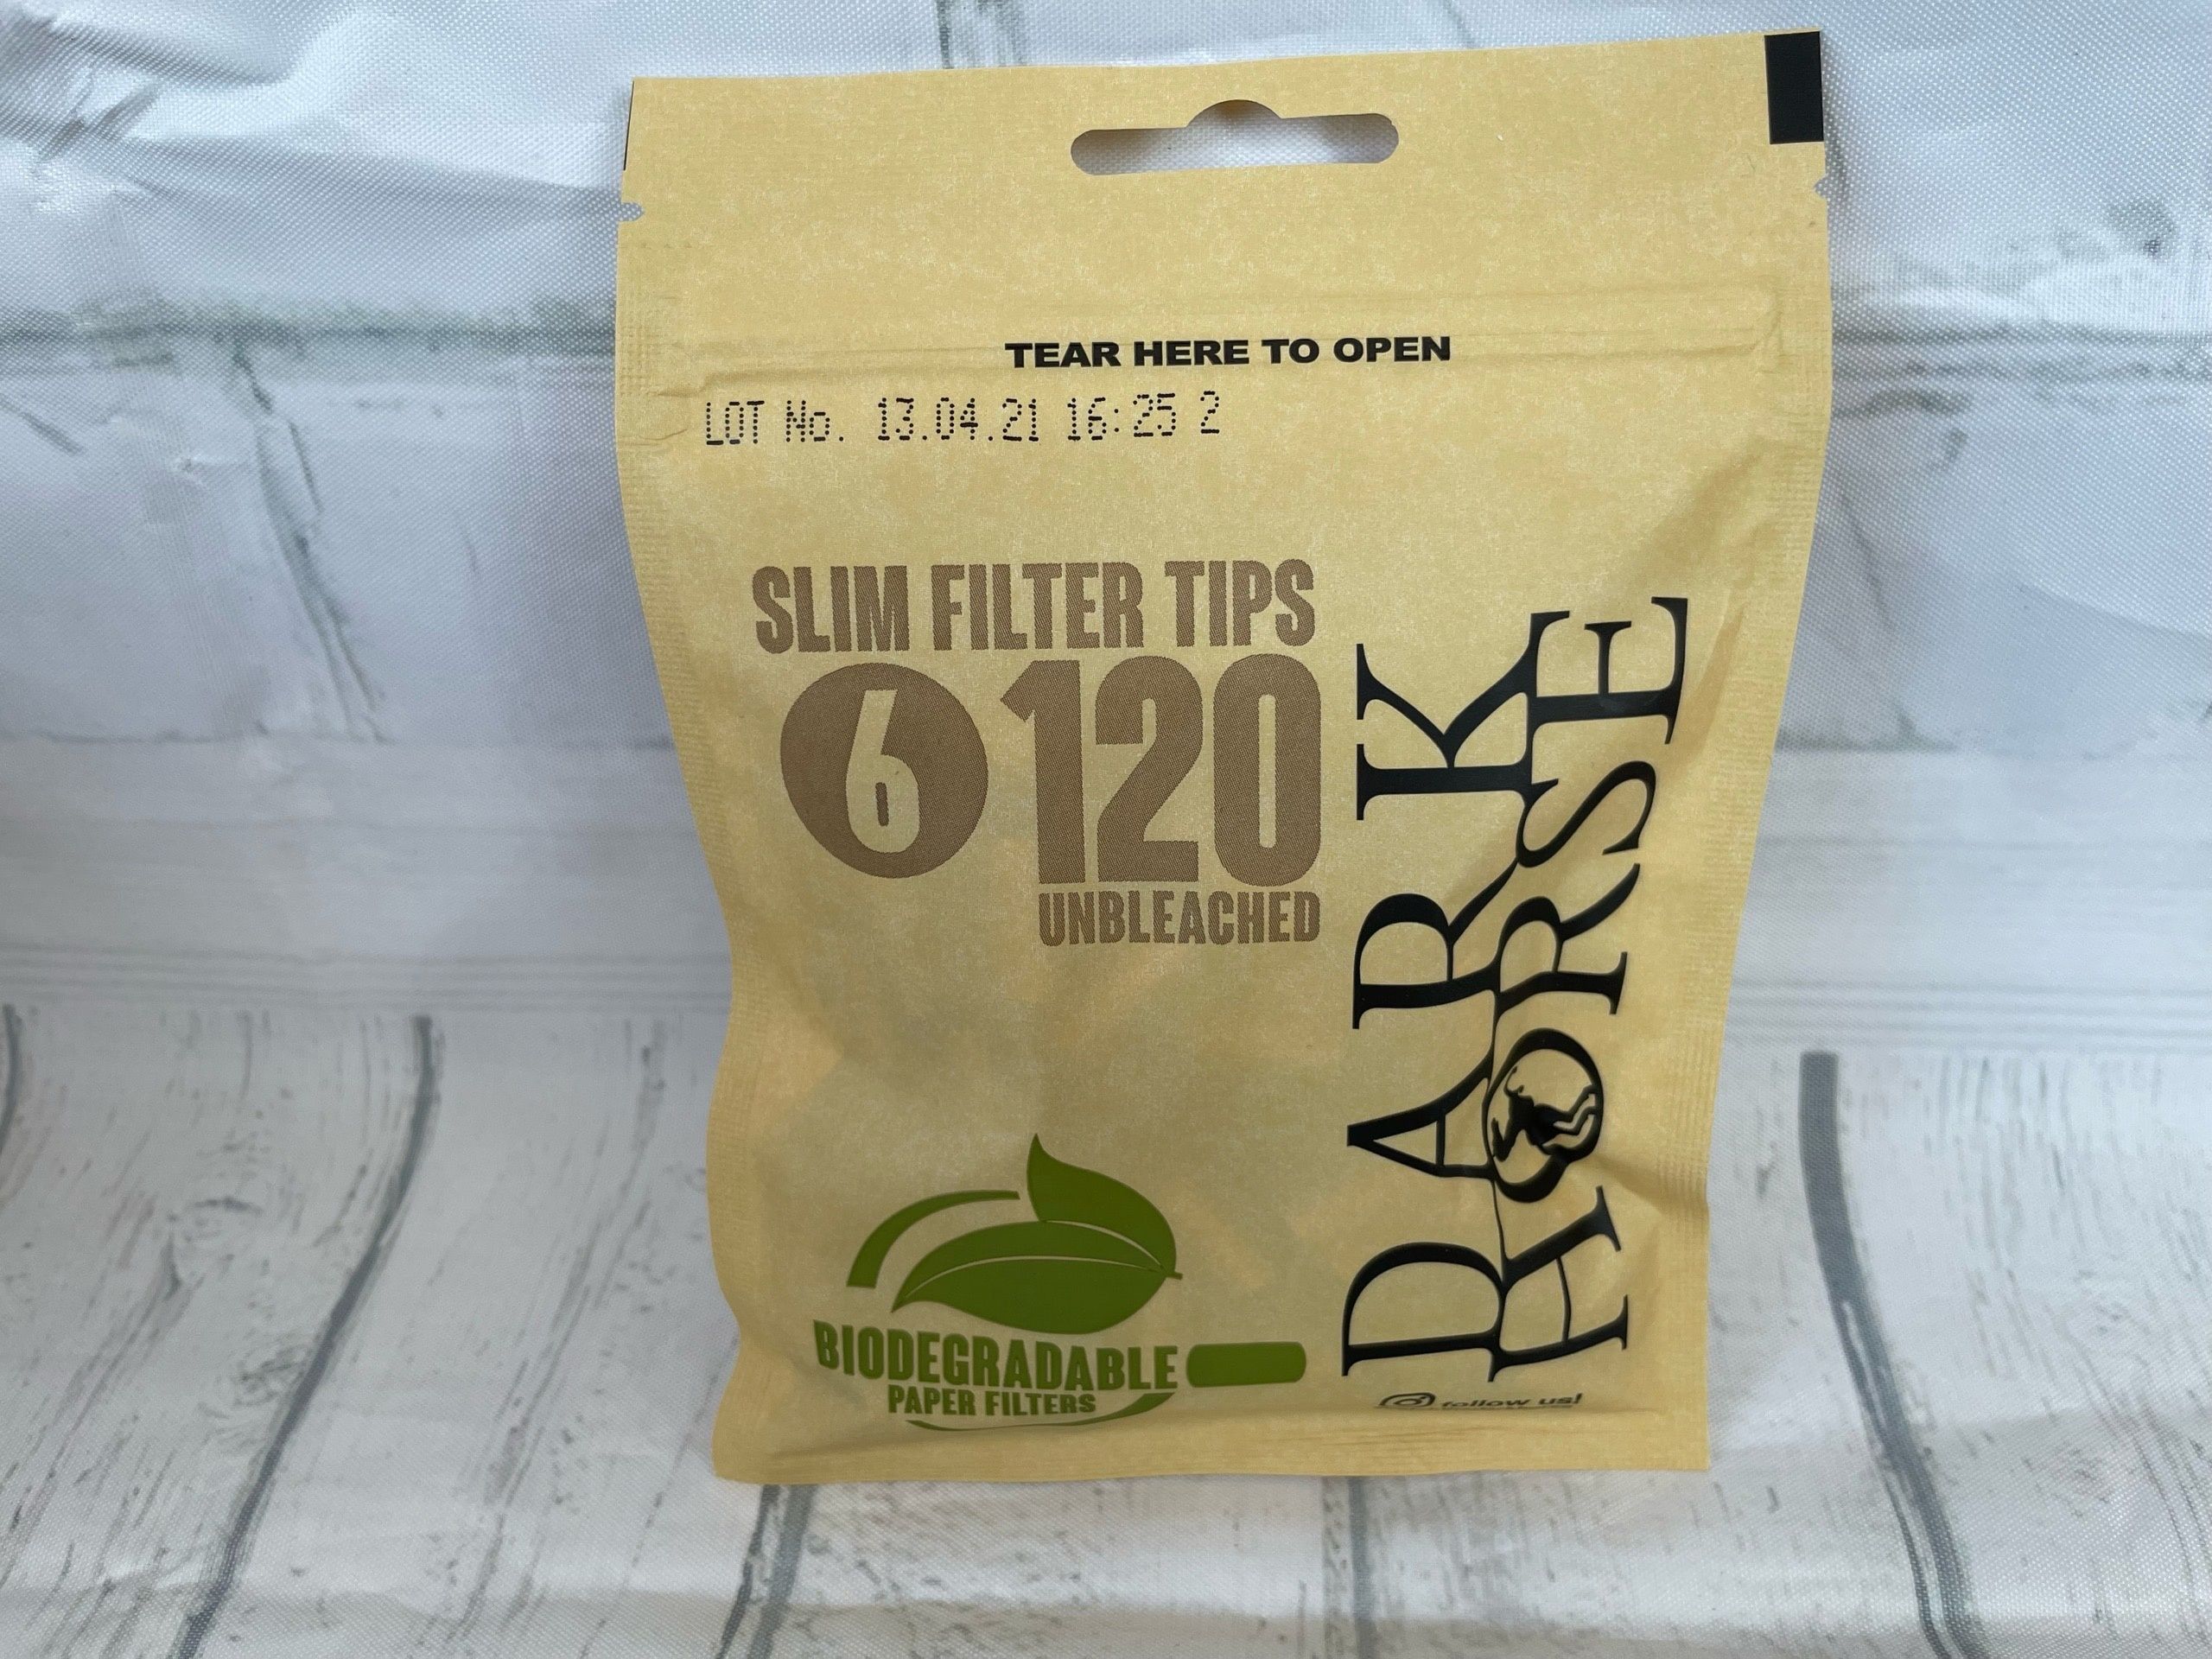 TEAR HERE TO OPEN
LOT No. 13.04.21 16:25 2
SLIM FILTER TIPS
6 120
UNBLEACHED
DARK
HORSE
BIODEGRADABLE
PAPER FILTERS
follow us!